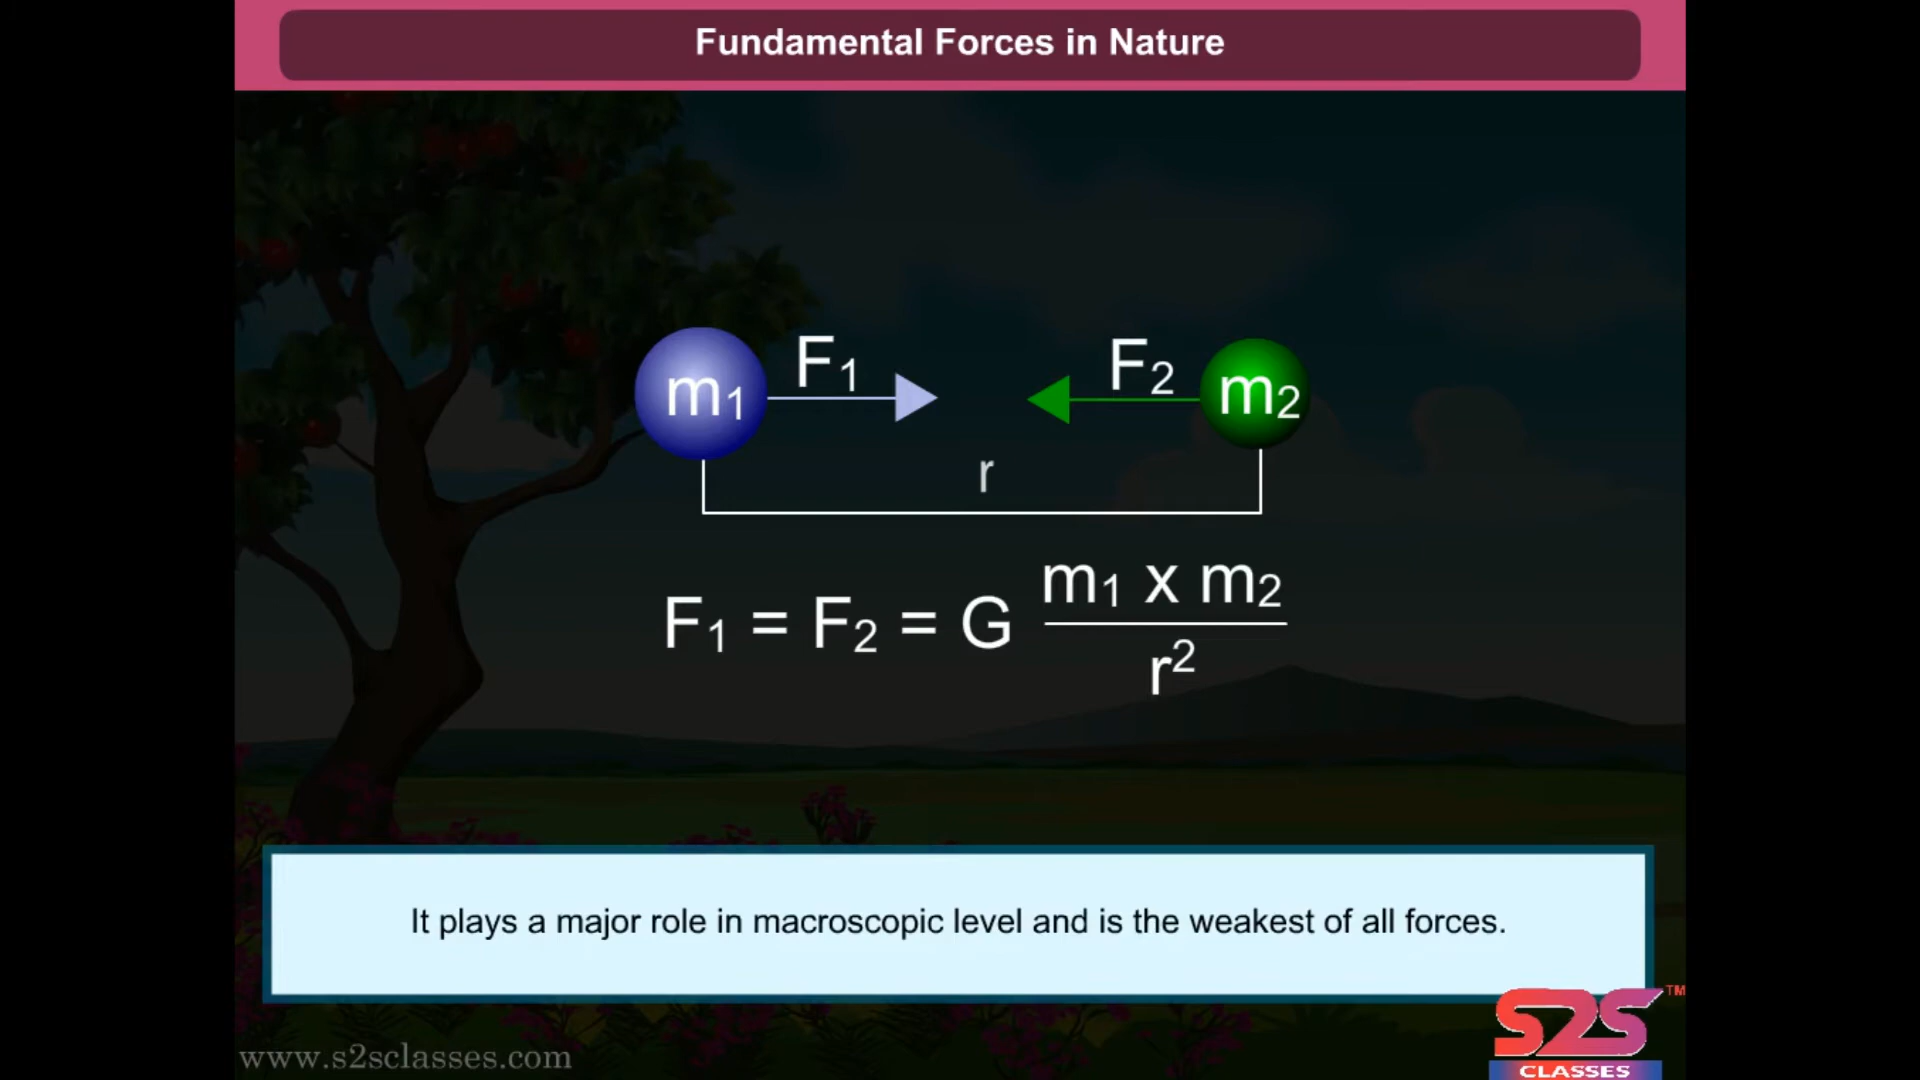 Fundamental Forces in Nature
m₁ F₁ F₂ m₂
r
F₁ = F₂ = G m₁ x m₂ / r²
It plays a major role in macroscopic level and is the weakest of all forces.
S2S TM
CLASSES
www.s2sclasses.com